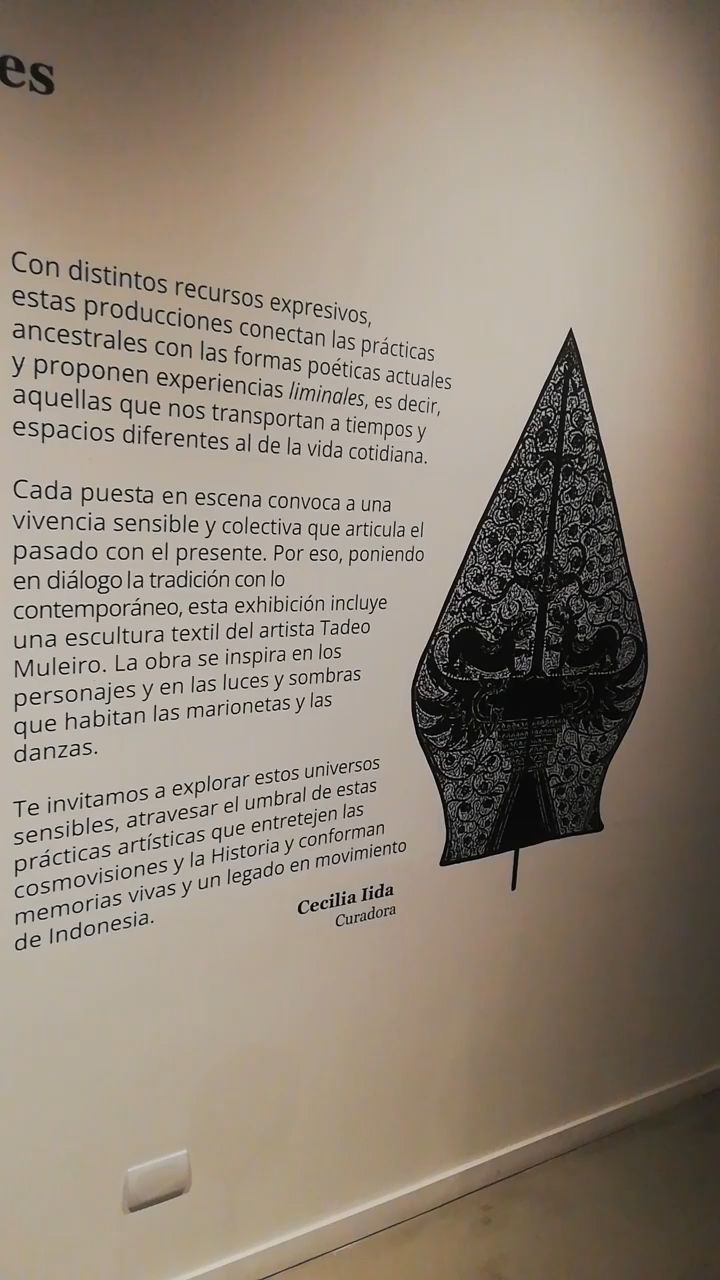 es
Con distintos recursos expresivos,
estas producciones conectan las prácticas
ancestrales con las formas poéticas actuales
y proponen experiencias liminales, es decir,
aquellas que nos transportan a tiempos y
espacios diferentes al de la vida cotidiana.
Cada puesta en escena convoca a una
vivencia sensible y colectiva que articula el
pasado con el presente. Por eso, poniendo
en diálogo la tradición con lo
contemporáneo, esta exhibición incluye
una escultura textil del artista Tadeo
Muleiro. La obra se inspira en los
personajes y en las luces y sombras
que habitan las marionetas y las
danzas.
Te invitamos a explorar estos universos
sensibles, atravesar el umbral de estas
prácticas artísticas que entretejen las
cosmovisiones y la Historia y conforman
memorias vivas y un legado en movimiento
de Indonesia.
Cecilia Iida
Curadora